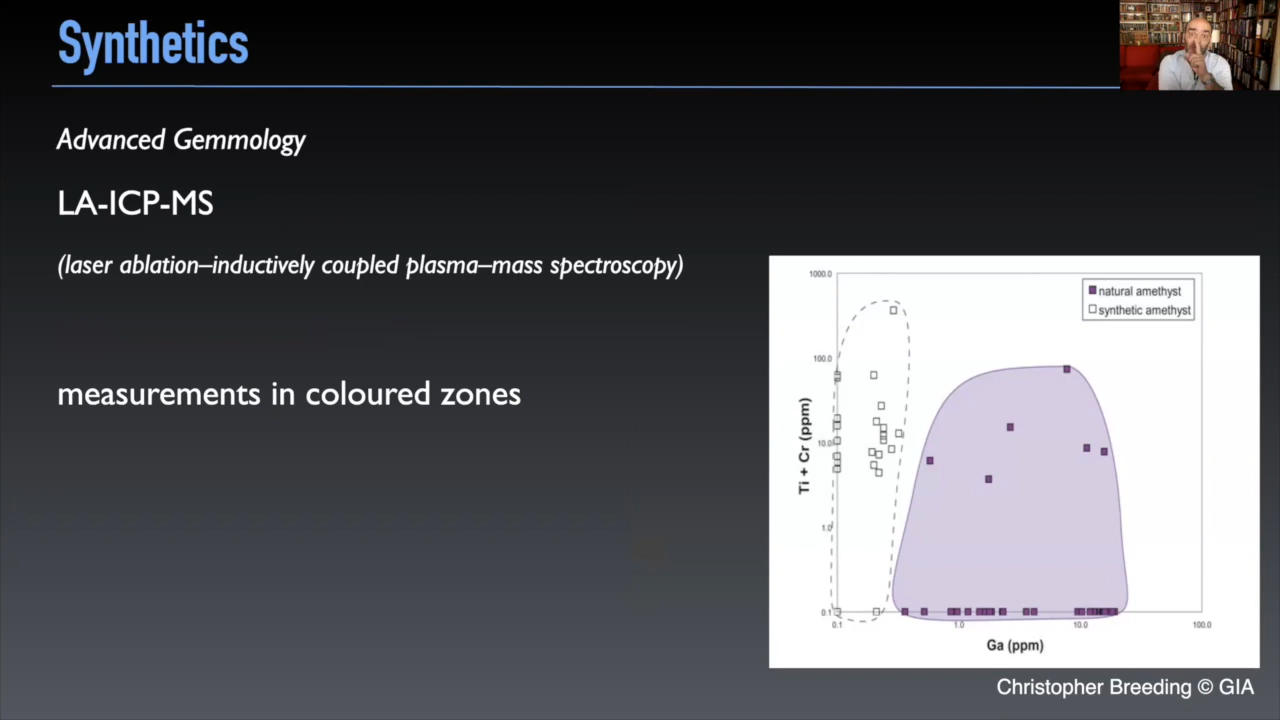 Synthetics
Advanced Gemmology
LA-ICP-MS
(laser ablation–inductively coupled plasma–mass spectroscopy)
measurements in coloured zones
1000.0
natural amethyst
synthetic amethyst
100.0
Ti + Cr (ppm)
10.0
1.0
0.1
0.1
1.0
10.0
100.0
Ga (ppm)
Christopher Breeding © GIA